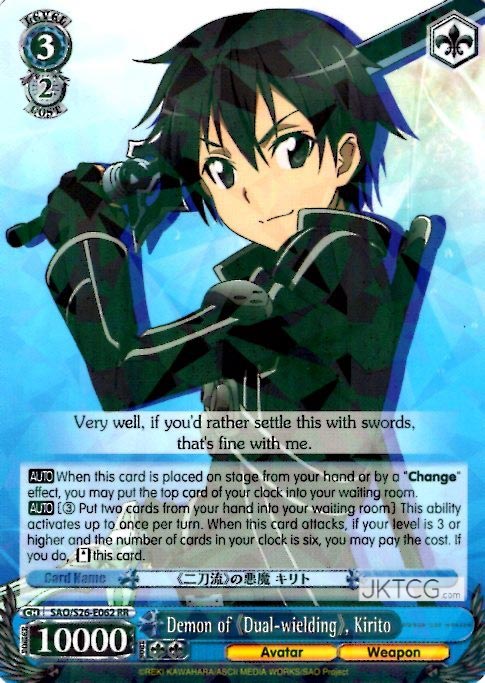 LEVEL
3
2
COST
Very well, if you'd rather settle this with swords,
that's fine with me.
AUTO When this card is placed on stage from your hand or by a "Change"
effect, you may put the top card of your clock into your waiting room.
AUTO [③ Put two cards from your hand into your waiting room] This ability
activates up to once per turn. When this card attacks, if your level is 3 or
higher and the number of cards in your clock is six, you may pay the cost. If
you do, this card.
Card Name 《二刀流》の悪魔 キリト
JKTCG.com
CH SAO/S26-E062 RR
POWER 10000 SOUL Demon of 《Dual-wielding》, Kirito
Avatar Weapon
©REKI KAWAHARA/ASCII MEDIA WORKS/SAO Project